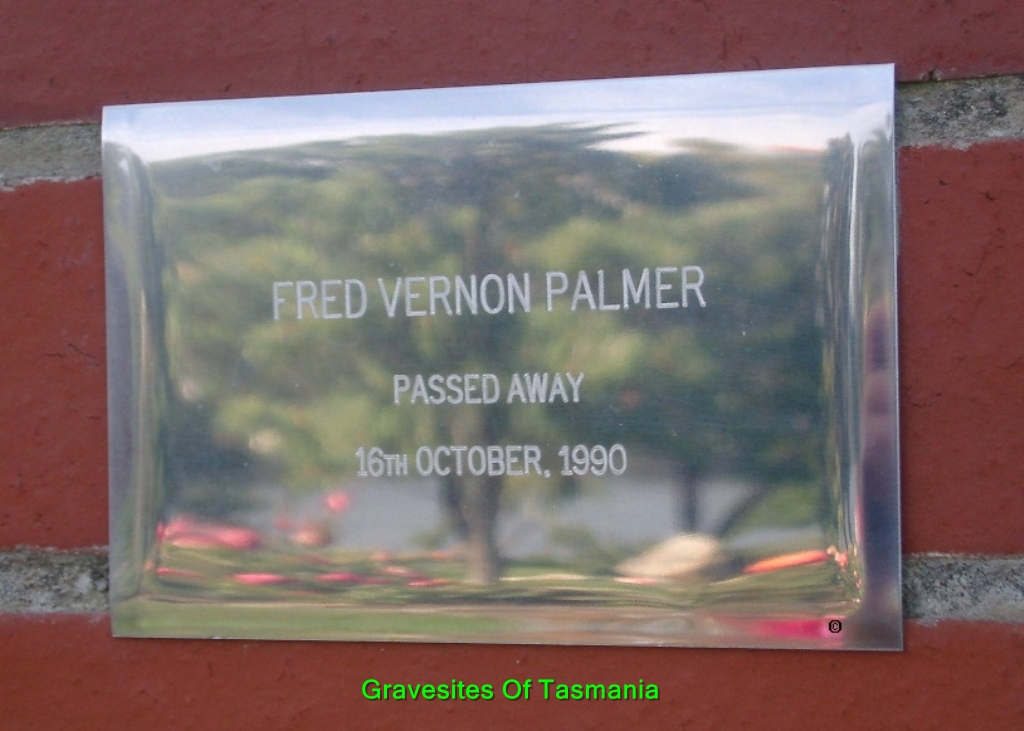 FRED VERNON PALMER
PASSED AWAY
16TH OCTOBER, 1990
©
Gravesites Of Tasmania